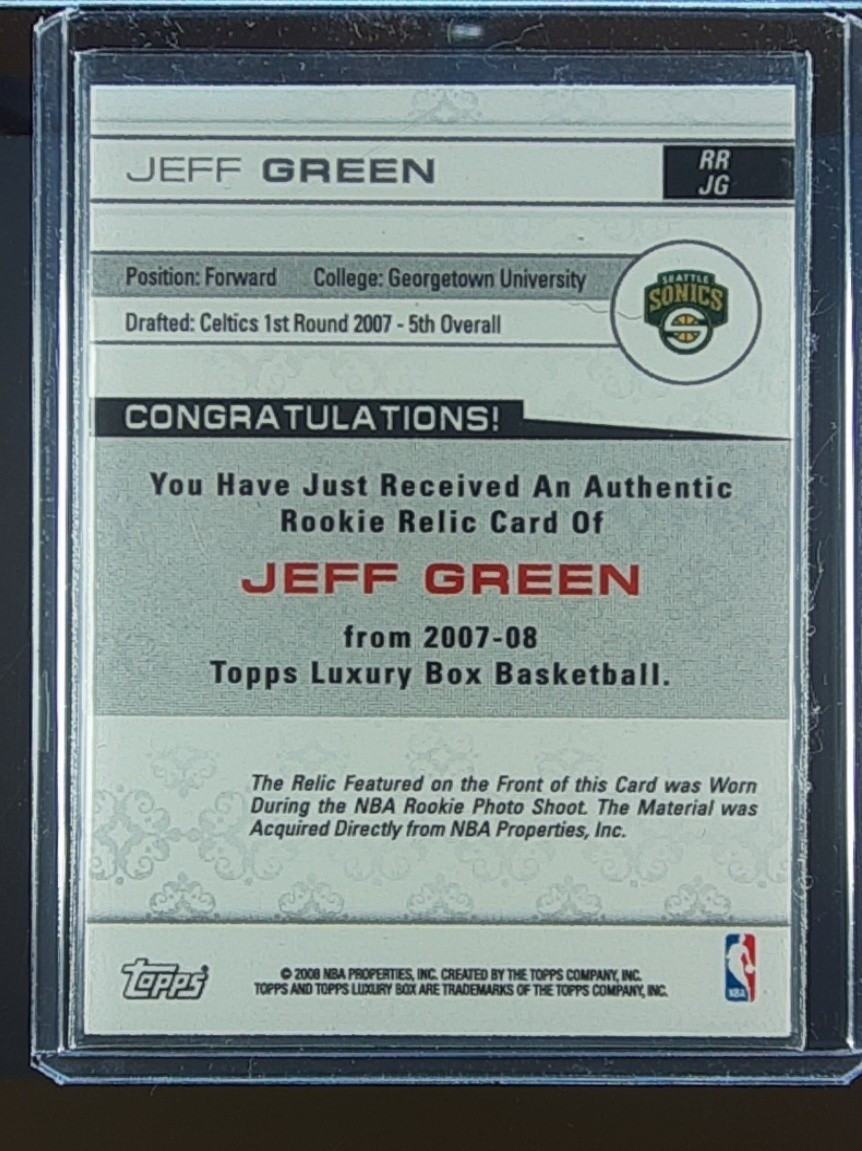 JEFF GREEN
RR
JG
Position: Forward College: Georgetown University
Drafted: Celtics 1st Round 2007 - 5th Overall
SEATTLE
SONICS
CONGRATULATIONS!
You Have Just Received An Authentic
Rookie Relic Card Of
JEFF GREEN
from 2007-08
Topps Luxury Box Basketball.
The Relic Featured on the Front of this Card was Worn
During the NBA Rookie Photo Shoot. The Material was
Acquired Directly from NBA Properties, Inc.
topps
© 2008 NBA PROPERTIES, INC. CREATED BY THE TOPPS COMPANY, INC.
TOPPS AND TOPPS LUXURY BOX ARE TRADEMARKS OF THE TOPPS COMPANY, INC.
NBA